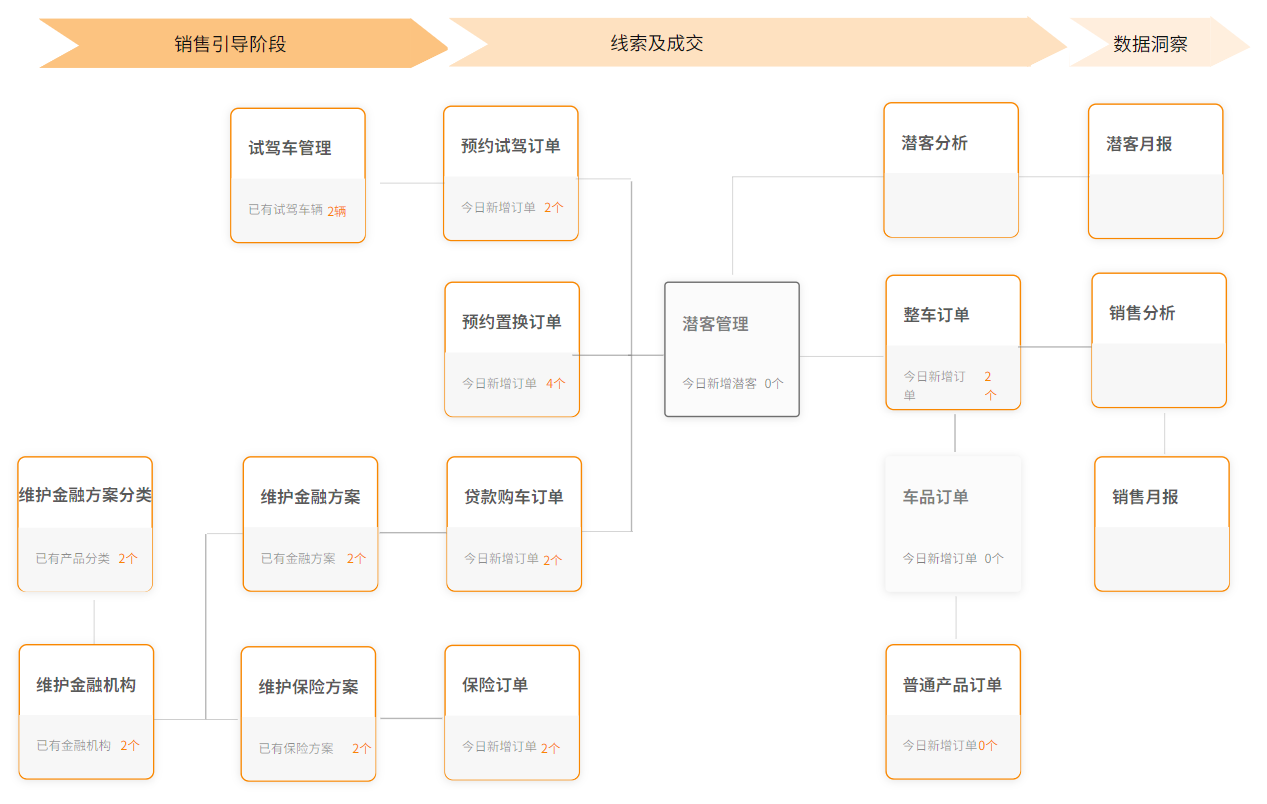 销售引导阶段
线索及成交
数据洞察
试驾车管理
已有试驾车辆 2辆
预约试驾订单
今日新增订单 2个
潜客分析
潜客月报
预约置换订单
今日新增订单 4个
潜客管理
今日新增潜客 0个
整车订单
今日新增订
单
2
个
销售分析
维护金融方案分类
已有产品分类 2个
维护金融方案
已有金融方案 2个
贷款购车订单
今日新增订单 2个
车品订单
今日新增订单 0个
销售月报
维护金融机构
已有金融机构 2个
维护保险方案
已有保险方案 2个
保险订单
今日新增订单 2个
普通产品订单
今日新增订单0个